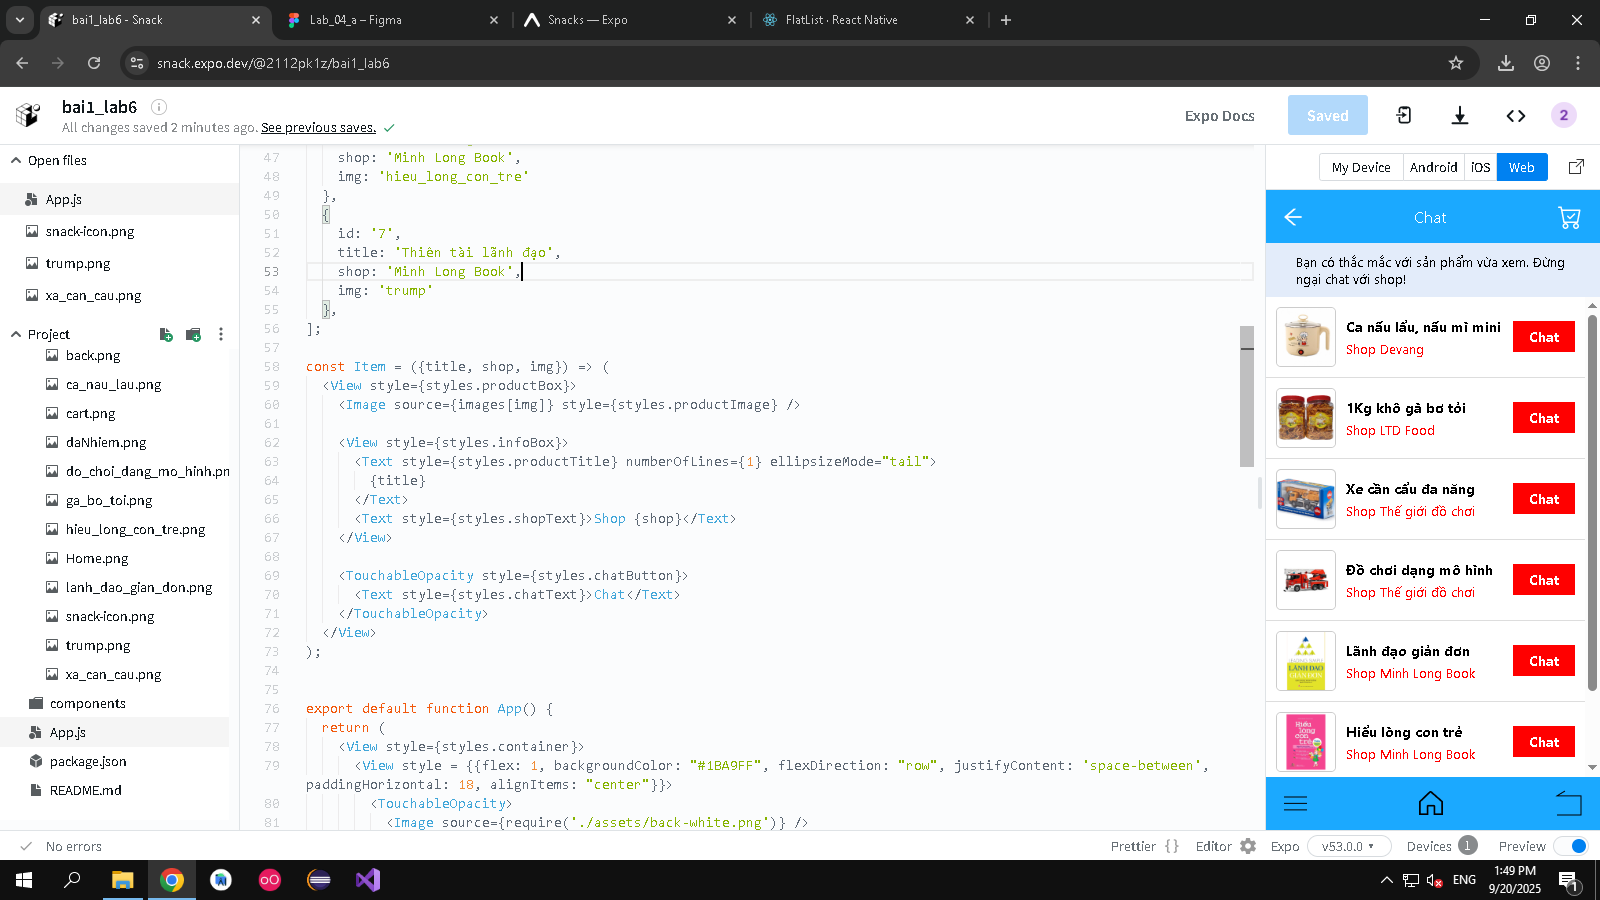 bai1_lab6 - Snack
Lab_04_a – Figma
Snacks — Expo
FlatList · React Native
snack.expo.dev/@2112pk1z/bai1_lab6
bai1_lab6
All changes saved 2 minutes ago. See previous saves.
Expo Docs
Saved
2
Open files
App.js
snack-icon.png
trump.png
xa_can_cau.png
Project
back.png
ca_nau_lau.png
cart.png
daNhiem.png
do_choi_dang_mo_hinh.pn
ga_bo_toi.png
hieu_long_con_tre.png
Home.png
lanh_dao_gian_don.png
snack-icon.png
trump.png
xa_can_cau.png
components
App.js
package.json
README.md
47 shop: 'Minh Long Book',
48 img: 'hieu_long_con_tre'
49 },
50 {
51 id: '7',
52 title: 'Thiên tài lãnh đạo',
53 shop: 'Minh Long Book',
54 img: 'trump'
55 },
56 ];
57
58 const Item = ({title, shop, img}) => (
59 <View style={styles.productBox}>
60 <Image source={images[img]} style={styles.productImage} />
61
62 <View style={styles.infoBox}>
63 <Text style={styles.productTitle} numberOfLines={1} ellipsizeMode="tail">
64 {title}
65 </Text>
66 <Text style={styles.shopText}>Shop {shop}</Text>
67 </View>
68
69 <TouchableOpacity style={styles.chatButton}>
70 <Text style={styles.chatText}>Chat</Text>
71 </TouchableOpacity>
72 </View>
73 );
74
75
76 export default function App() {
77 return (
78 <View style={styles.container}>
79 <View style = {{flex: 1, backgroundColor: "#1BA9FF", flexDirection: "row", justifyContent: 'space-between',
paddingHorizontal: 18, alignItems: "center"}}>
80 <TouchableOpacity>
81 <Image source={require('./assets/back-white.png')} />
My Device
Android
iOS
Web
Chat
Bạn có thắc mắc với sản phẩm vừa xem. Đừng
ngại chat với shop!
Ca nấu lẩu, nấu mì mini
Shop Devang
Chat
1Kg khô gà bơ tỏi
Shop LTD Food
Chat
Xe cần cẩu đa năng
Shop Thế giới đồ chơi
Chat
Đồ chơi dạng mô hình
Shop Thế giới đồ chơi
Chat
LÃNH ĐẠO
Lãnh đạo giản đơn
Shop Minh Long Book
Chat
Hiểu
lòng
con trẻ
Hiểu lòng con trẻ
Shop Minh Long Book
Chat
No errors
Prettier
Editor
Expo
v53.0.0
Devices
1
Preview
ENG
1:49 PM
9/20/2025
1